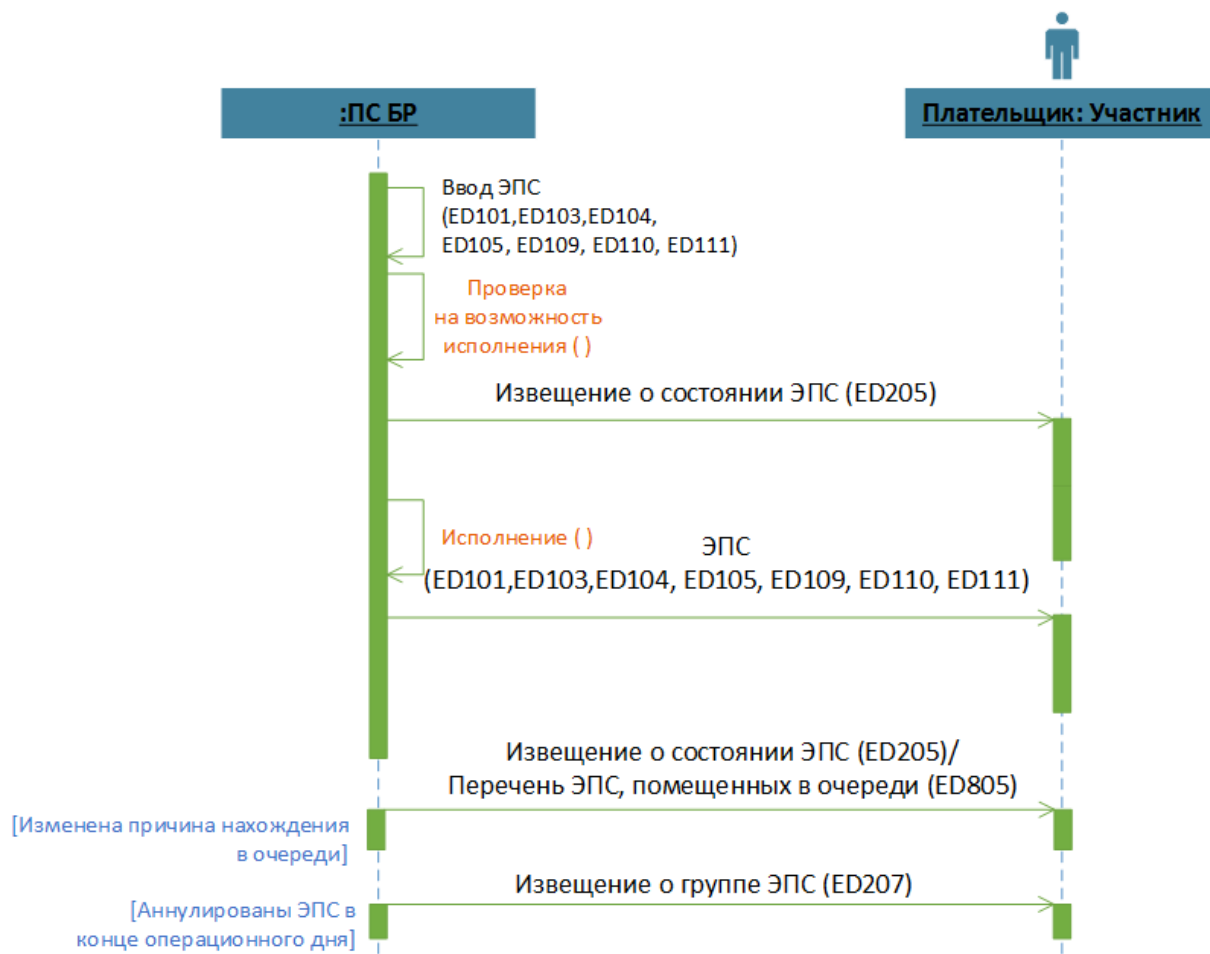 :ПС БР
Плательщик: Участник
Ввод ЭПС
(ED101,ED103,ED104,
ED105, ED109, ED110, ED111)
Проверка
на возможность
исполнения ( )
Извещение о состоянии ЭПС (ED205)
Исполнение ( )
ЭПС
(ED101,ED103,ED104, ED105, ED109, ED110, ED111)
Извещение о состоянии ЭПС (ED205)/
Перечень ЭПС, помещенных в очереди (ED805)
[Изменена причина нахождения
в очереди]
Извещение о группе ЭПС (ED207)
[Аннулированы ЭПС в
конце операционного дня]